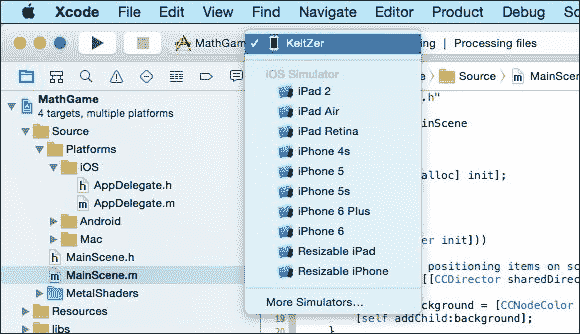 Xcode File Edit View Find Navigate Editor Product Debug
MathGame
✓ KeitZer
Processing files
iOS Simulator
iPad 2
iPad Air
iPad Retina
iPhone 4s
iPhone 5
iPhone 5s
iPhone 6 Plus
iPhone 6
Resizable iPad
Resizable iPhone
More Simulators...
MathGame
4 targets, multiple platforms
Source
Platforms
iOS
AppDelegate.h
AppDelegate.m
Android
Mac
MainScene.h
MainScene.m
MetalShaders
Resources
libs
Source
MainScene
.h"
inScene
alloc] init];
er init]))
positioning items on sc
[[CCDirector sharedDirec
ckground = [CCNodeColor
19
[self addChild:background];
}